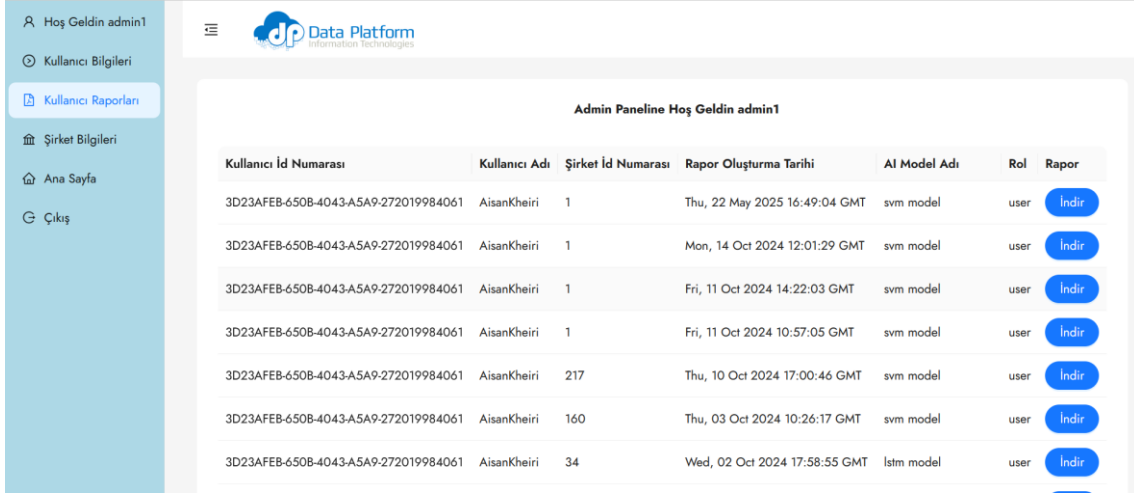 Hoş Geldin admin1
Kullanıcı Bilgileri
Kullanıcı Raporları
Şirket Bilgileri
Ana Sayfa
Çıkış
dp Data Platform
Information Technologies
Admin Paneline Hoş Geldin admin1
Kullanıcı İd Numarası Kullanıcı Adı Şirket İd Numarası Rapor Oluşturma Tarihi AI Model Adı Rol Rapor
3D23AFEB-650B-4043-A5A9-272019984061 AisanKheiri 1 Thu, 22 May 2025 16:49:04 GMT svm model user İndir
3D23AFEB-650B-4043-A5A9-272019984061 AisanKheiri 1 Mon, 14 Oct 2024 12:01:29 GMT svm model user İndir
3D23AFEB-650B-4043-A5A9-272019984061 AisanKheiri 1 Fri, 11 Oct 2024 14:22:03 GMT svm model user İndir
3D23AFEB-650B-4043-A5A9-272019984061 AisanKheiri 1 Fri, 11 Oct 2024 10:57:05 GMT svm model user İndir
3D23AFEB-650B-4043-A5A9-272019984061 AisanKheiri 217 Thu, 10 Oct 2024 17:00:46 GMT svm model user İndir
3D23AFEB-650B-4043-A5A9-272019984061 AisanKheiri 160 Thu, 03 Oct 2024 10:26:17 GMT svm model user İndir
3D23AFEB-650B-4043-A5A9-272019984061 AisanKheiri 34 Wed, 02 Oct 2024 17:58:55 GMT lstm model user İndir